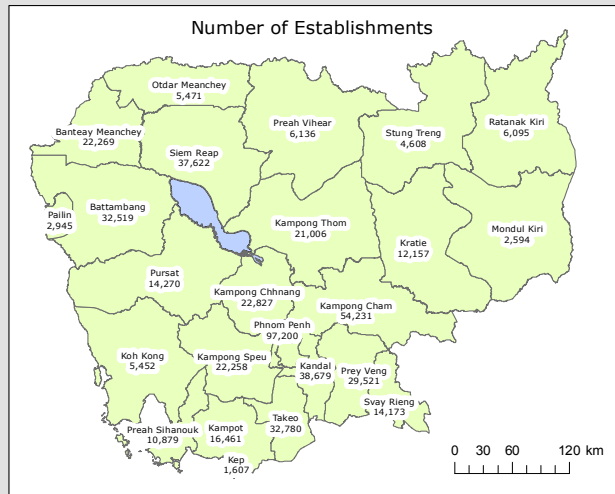 Number of Establishments
Otdar Meanchey
5,471
Banteay Meanchey
22,269
Siem Reap
37,622
Preah Vihear
6,136
Stung Treng
4,608
Ratanak Kiri
6,095
Pailin
2,945
Battambang
32,519
Kampong Thom
21,006
Kratie
12,157
Mondul Kiri
2,594
Pursat
14,270
Kampong Chhnang
22,827
Kampong Cham
54,231
Phnom Penh
97,200
Koh Kong
5,452
Kampong Speu
22,258
Kandal
38,679
Prey Veng
29,521
Svay Rieng
14,173
Preah Sihanouk
10,879
Kampot
16,461
Takeo
32,780
Kep
1,607
0 30 60 120 km